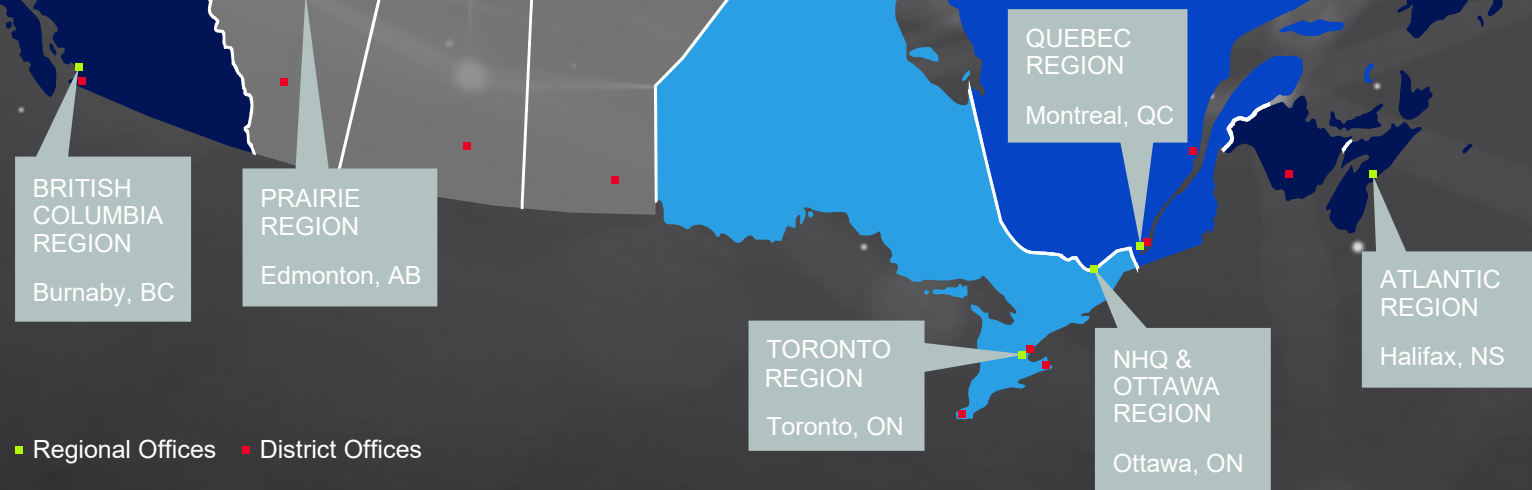 QUEBEC
REGION
Montreal, QC
BRITISH
COLUMBIA
REGION
Burnaby, BC
PRAIRIE
REGION
Edmonton, AB
ATLANTIC
REGION
Halifax, NS
TORONTO
REGION
Toronto, ON
NHQ &
OTTAWA
REGION
Ottawa, ON
Regional Offices
District Offices